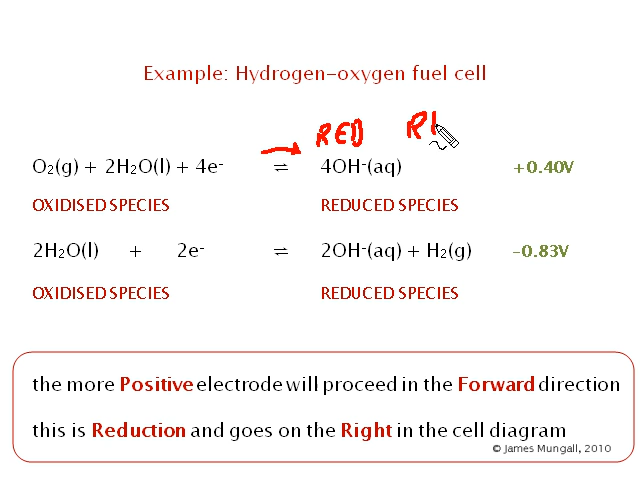 Example: Hydrogen–oxygen fuel cell
RED
O₂(g) + 2H₂O(l) + 4e⁻ ⇌ 4OH⁻(aq) +0.40V
OXIDISED SPECIES REDUCED SPECIES
2H₂O(l) + 2e⁻ ⇌ 2OH⁻(aq) + H₂(g) –0.83V
OXIDISED SPECIES REDUCED SPECIES
the more Positive electrode will proceed in the Forward direction
this is Reduction and goes on the Right in the cell diagram
© James Mungall, 2010